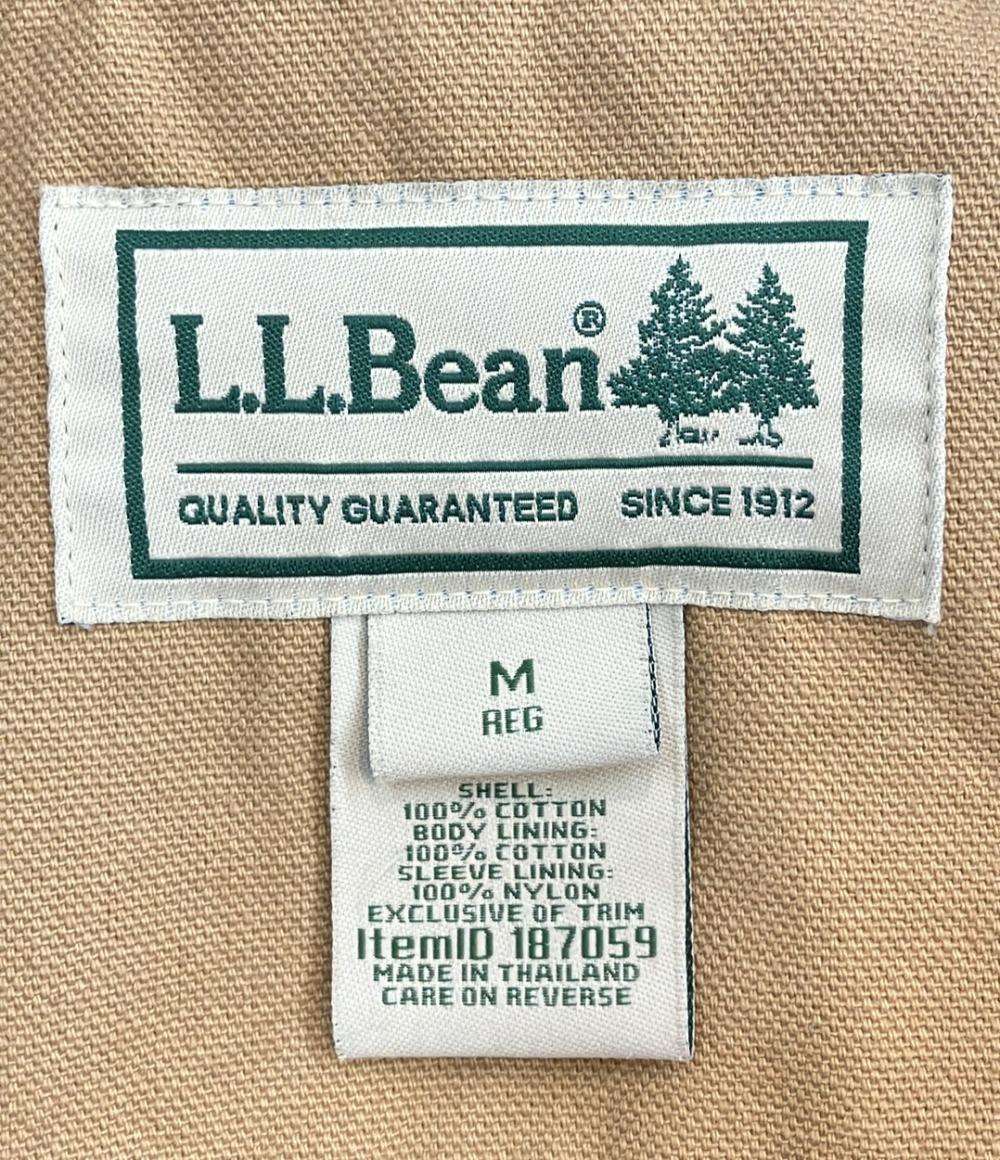 L.L.Bean®
QUALITY GUARANTEED SINCE 1912
M
REG
SHELL:
100% COTTON
BODY LINING:
100% COTTON
SLEEVE LINING:
100% NYLON
EXCLUSIVE OF TRIM
ItemID 187059
MADE IN THAILAND
CARE ON REVERSE